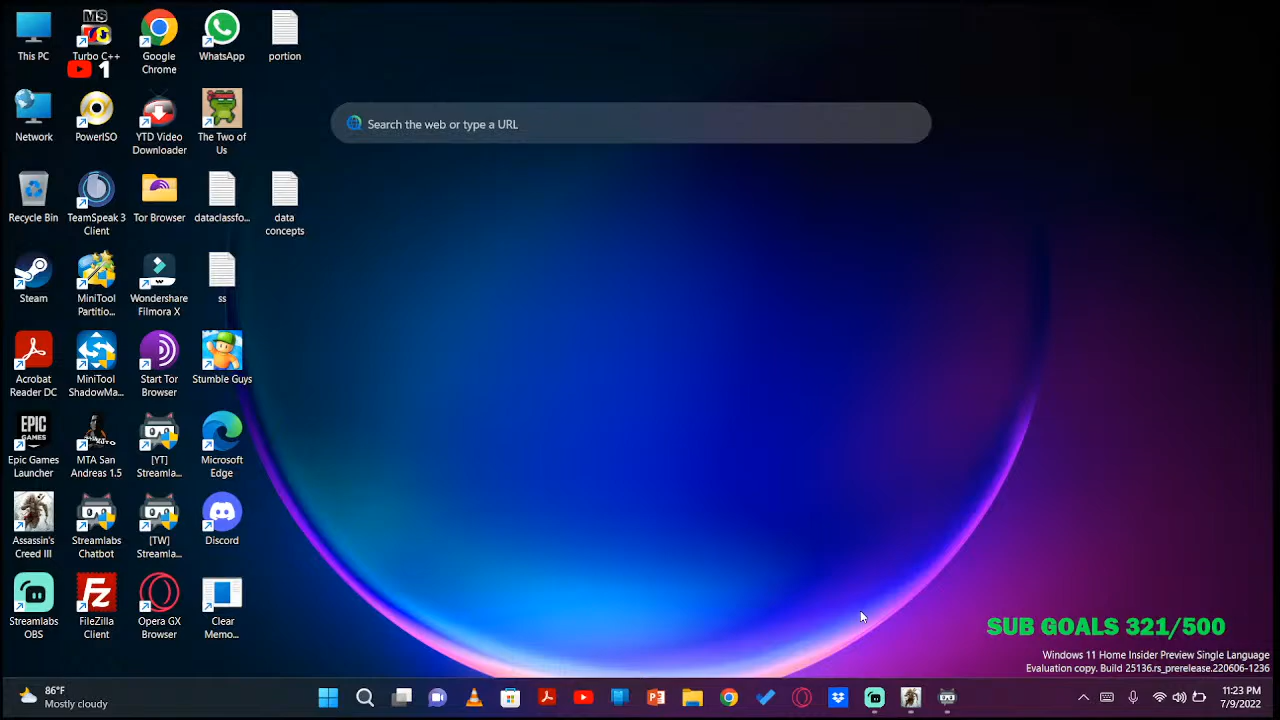 This PC
MS
Turbo C++
1
Google
Chrome
WhatsApp
portion
Search the web or type a URL
Network
PowerISO
YTD Video
Downloader
The Two of
Us
Recycle Bin
TeamSpeak 3
Client
Tor Browser
dataclassfo...
data
concepts
Steam
MiniTool
Partitio...
Wondershare
Filmora X
ss
Acrobat
Reader DC
MiniTool
ShadowMa...
Start Tor
Browser
Stumble Guys
EPIC
GAMES
Epic Games
Launcher
MTA San
Andreas 1.5
[YT]
Streamla...
Microsoft
Edge
Assassin's
Creed III
Streamlabs
Chatbot
[TW]
Streamla...
Discord
Streamlabs
OBS
Fz
FileZilla
Client
Opera GX
Browser
Clear
Memo...
SUB GOALS 321/500
Windows 11 Home Insider Preview Single Language
Evaluation copy. Build 25136.rs_prerelease.220606-1236
86°F
Mostly cloudy
11:23 PM
7/9/2022